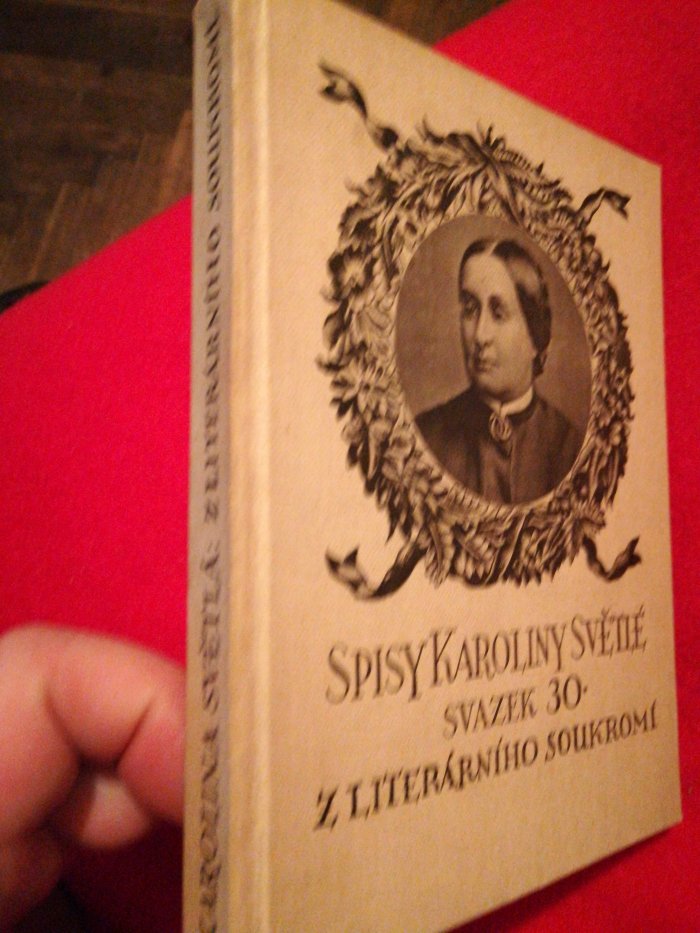 SPISY KAROLINY SVĚTLÉ
SVAZEK 30.
Z LITERÁRNÍHO SOUKROMÍ
KAROLINA SVĚTLÁ: Z LITERÁRNÍHO SOUKROMÍ